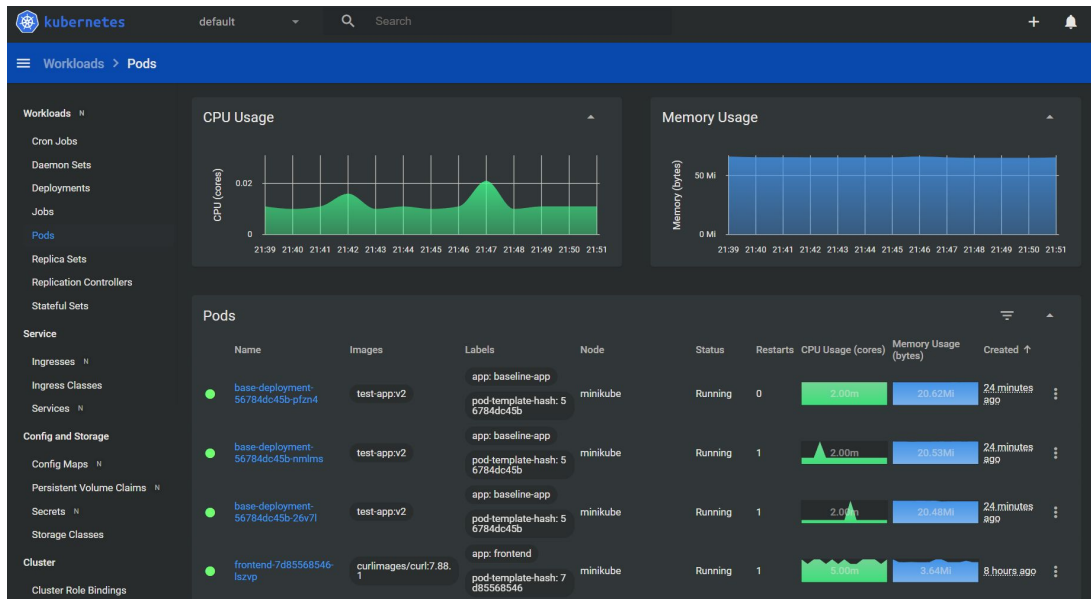 kubernetes
default
Search
Workloads > Pods
Workloads N
Cron Jobs
Daemon Sets
Deployments
Jobs
Pods
Replica Sets
Replication Controllers
Stateful Sets
Service
Ingresses N
Ingress Classes
Services N
Config and Storage
Config Maps N
Persistent Volume Claims N
Secrets N
Storage Classes
Cluster
Cluster Role Bindings
CPU Usage
CPU (cores)
0.02
0
21:39 21:40 21:41 21:42 21:43 21:44 21:45 21:46 21:47 21:48 21:49 21:50 21:51
Memory Usage
Memory (bytes)
50 Mi
0 Mi
21:39 21:40 21:41 21:42 21:43 21:44 21:45 21:46 21:47 21:48 21:49 21:50 21:51
Pods
Name Images Labels Node Status Restarts CPU Usage (cores) Memory Usage
(bytes) Created
base-deployment-
56784dc45b-pfzn4
test-app:v2
app: baseline-app
pod-template-hash: 5
6784dc45b
minikube
Running
0
2.00m
20.62Mi
24 minutes
ago
base-deployment-
56784dc45b-nmlms
test-app:v2
app: baseline-app
pod-template-hash: 5
6784dc45b
minikube
Running
1
2.00m
20.53Mi
24 minutes
ago
base-deployment-
56784dc45b-26v7l
test-app:v2
app: baseline-app
pod-template-hash: 5
6784dc45b
minikube
Running
1
2.00m
20.48Mi
24 minutes
ago
frontend-7d85568546-
lszvp
curlimages/curl:7.88.
1
app: frontend
pod-template-hash: 7
d85568546
minikube
Running
1
5.00m
3.64Mi
8 hours ago